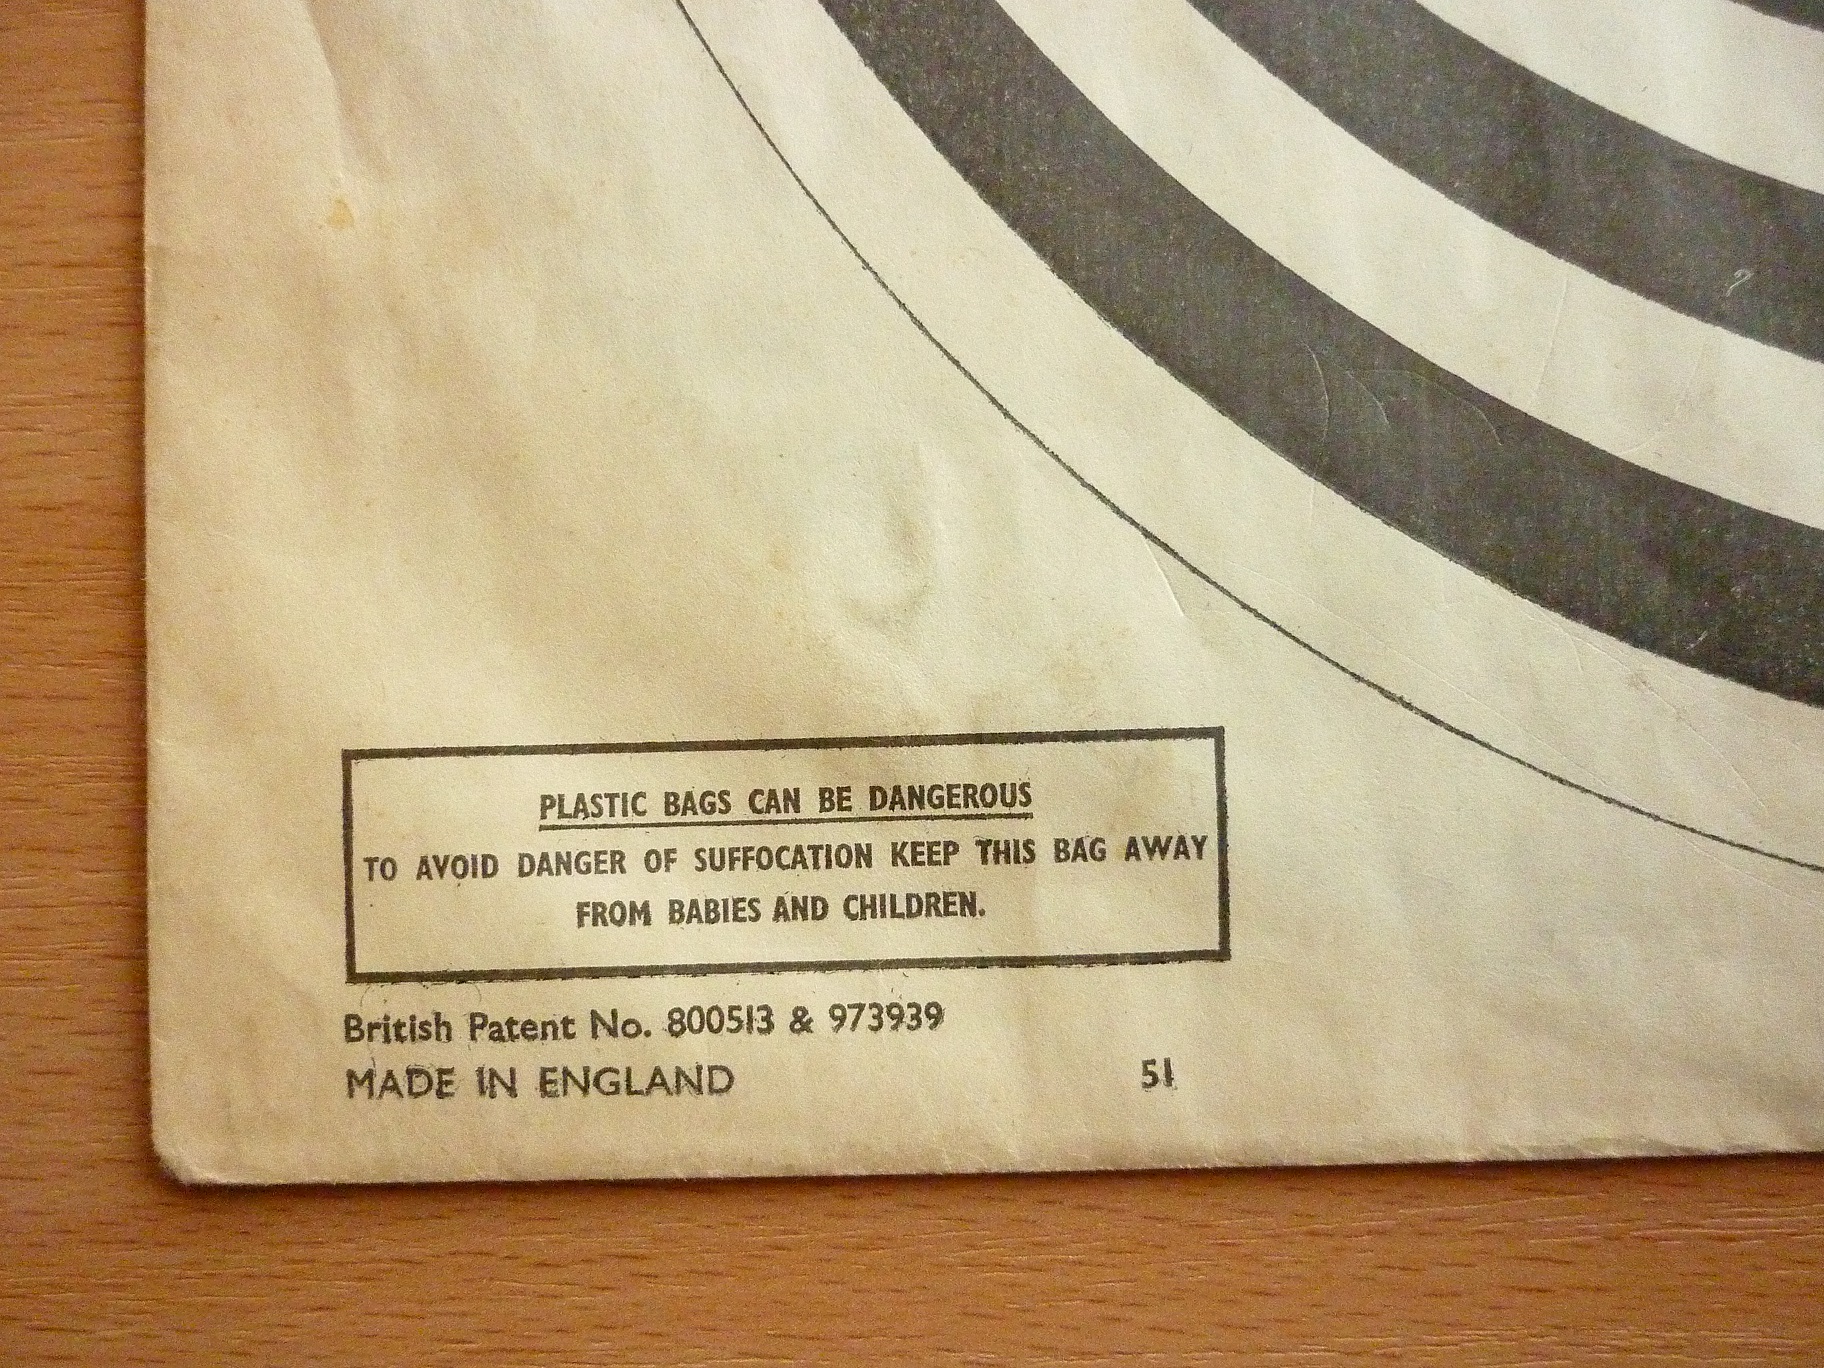 PLASTIC BAGS CAN BE DANGEROUS
TO AVOID DANGER OF SUFFOCATION KEEP THIS BAG AWAY
FROM BABIES AND CHILDREN.
British Patent No. 800513 & 973939
MADE IN ENGLAND 51